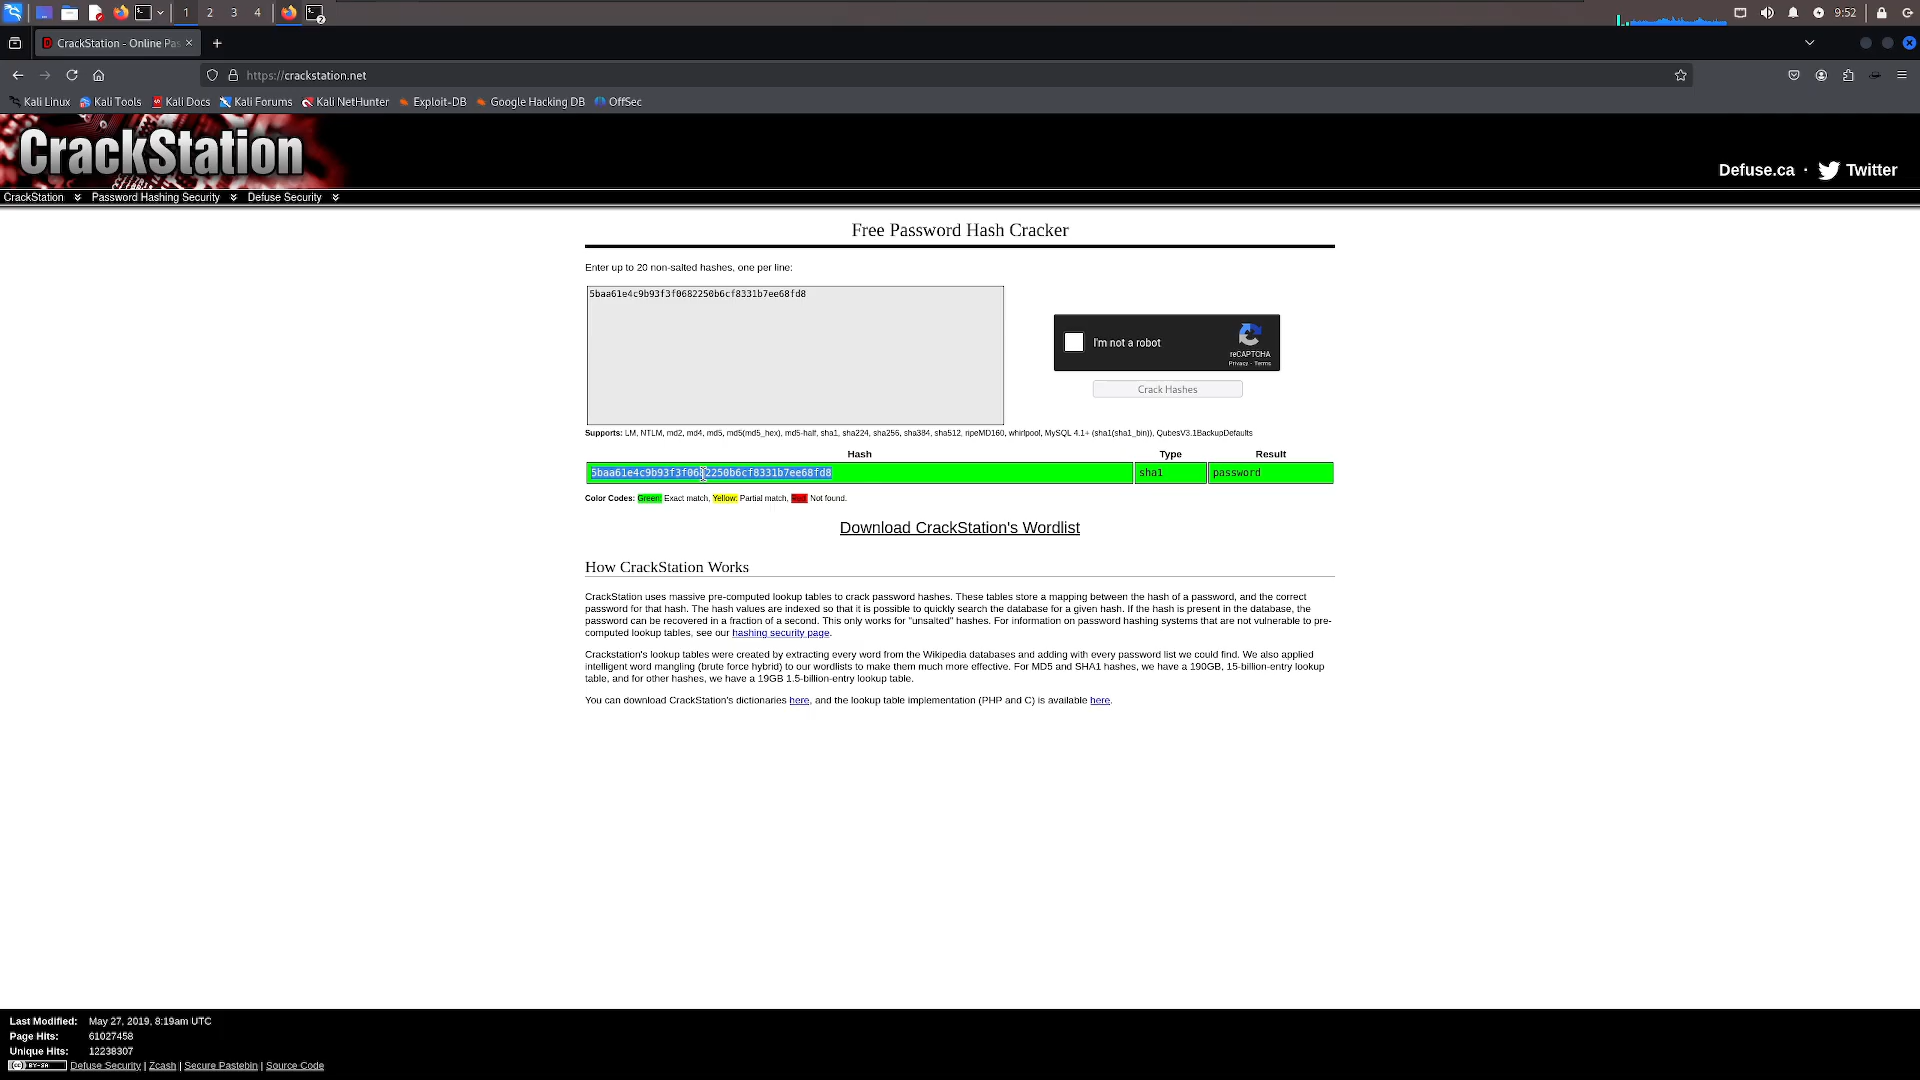 1 2 3 4 2 9:52
CrackStation - Online Pas
https://crackstation.net
Kali Linux Kali Tools Kali Docs Kali Forums Kali NetHunter Exploit-DB Google Hacking DB OffSec
CrackStation
Defuse.ca · Twitter
CrackStation Password Hashing Security Defuse Security
Free Password Hash Cracker
Enter up to 20 non-salted hashes, one per line:
5baa61e4c9b93f3f0682250b6cf8331b7ee68fd8
I'm not a robot
reCAPTCHA
Privacy - Terms
Crack Hashes
Supports: LM, NTLM, md2, md4, md5, md5(md5_hex), md5-half, sha1, sha224, sha256, sha384, sha512, ripeMD160, whirlpool, MySQL 4.1+ (sha1(sha1_bin)), QubesV3.1BackupDefaults
Hash Type Result
5baa61e4c9b93f3f0682250b6cf8331b7ee68fd8 sha1 password
Color Codes: Green: Exact match, Yellow: Partial match, Red: Not found.
Download CrackStation's Wordlist
How CrackStation Works
CrackStation uses massive pre-computed lookup tables to crack password hashes. These tables store a mapping between the hash of a password, and the correct
password for that hash. The hash values are indexed so that it is possible to quickly search the database for a given hash. If the hash is present in the database, the
password can be recovered in a fraction of a second. This only works for "unsalted" hashes. For information on password hashing systems that are not vulnerable to pre-
computed lookup tables, see our hashing security page.
Crackstation's lookup tables were created by extracting every word from the Wikipedia databases and adding with every password list we could find. We also applied
intelligent word mangling (brute force hybrid) to our wordlists to make them much more effective. For MD5 and SHA1 hashes, we have a 190GB, 15-billion-entry lookup
table, and for other hashes, we have a 19GB 1.5-billion-entry lookup table.
You can download CrackStation's dictionaries here, and the lookup table implementation (PHP and C) is available here.
Last Modified: May 27, 2019, 8:19am UTC
Page Hits: 61027458
Unique Hits: 12238307
(cc) BY-SA Defuse Security | Zcash | Secure Pastebin | Source Code